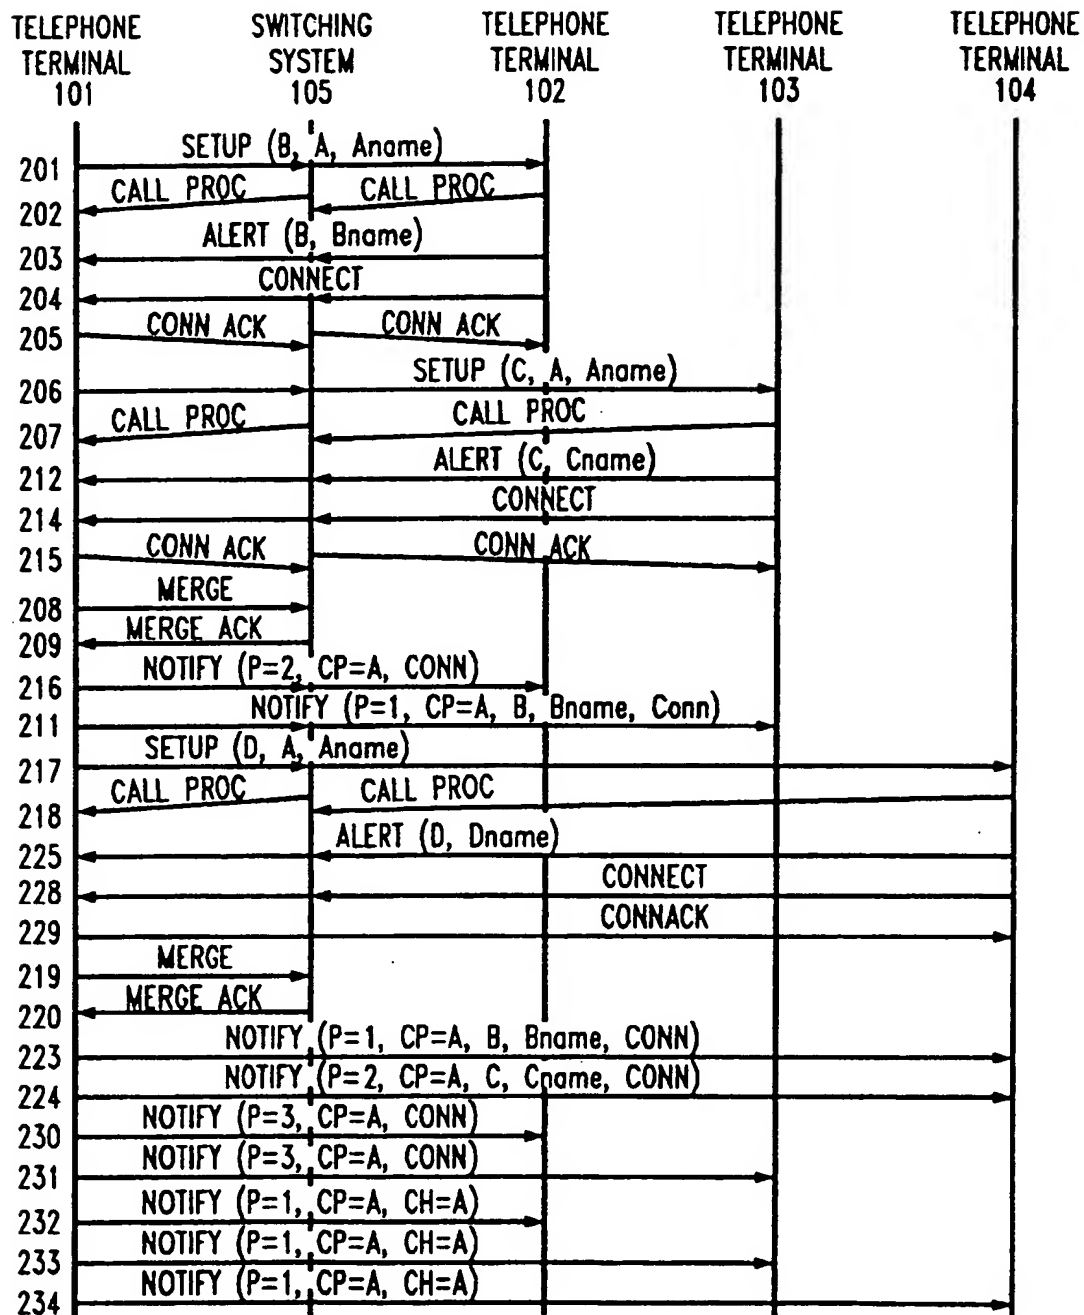 TELEPHONE TERMINAL 101
SWITCHING SYSTEM 105
TELEPHONE TERMINAL 102
TELEPHONE TERMINAL 103
TELEPHONE TERMINAL 104
SETUP (B, A, Aname)
201
CALL PROC CALL PROC
202
ALERT (B, Bname)
203
CONNECT
204
CONN ACK CONN ACK
205
SETUP (C, A, Aname)
206
CALL PROC CALL PROC
207
ALERT (C, Cname)
212
CONNECT
214
CONN ACK CONN ACK
215
MERGE
208
MERGE ACK
209
NOTIFY (P=2, CP=A, CONN)
216
NOTIFY (P=1, CP=A, B, Bname, Conn)
211
SETUP (D, A, Aname)
217
CALL PROC CALL PROC
218
ALERT (D, Dname)
225
CONNECT
228
CONNACK
229
MERGE
219
MERGE ACK
220
NOTIFY (P=1, CP=A, B, Bname, CONN)
223
NOTIFY (P=2, CP=A, C, Cname, CONN)
224
NOTIFY (P=3, CP=A, CONN)
230
NOTIFY (P=3, CP=A, CONN)
231
NOTIFY (P=1, CP=A, CH=A)
232
NOTIFY (P=1, CP=A, CH=A)
233
NOTIFY (P=1, CP=A, CH=A)
234